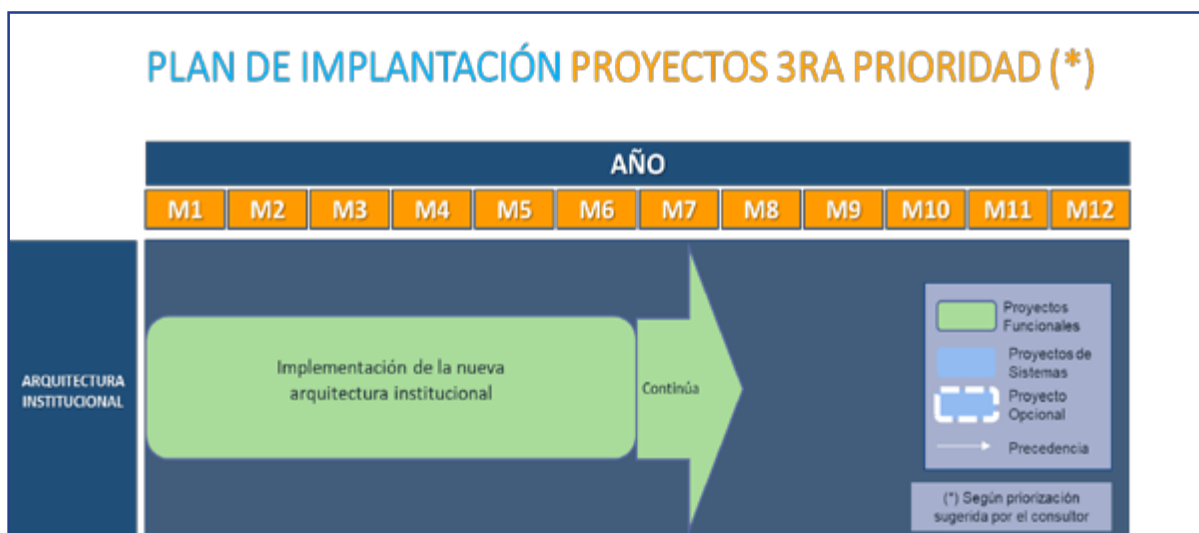 PLAN DE IMPLANTACIÓN PROYECTOS 3RA PRIORIDAD (*)
AÑO
M1 M2 M3 M4 M5 M6 M7 M8 M9 M10 M11 M12
ARQUITECTURA
INSTITUCIONAL
Implementación de la nueva
arquitectura institucional
Continúa
Proyectos
Funcionales
Proyectos de
Sistemas
Proyecto
Opcional
Precedencia
(*) Según priorización
sugerida por el consultor